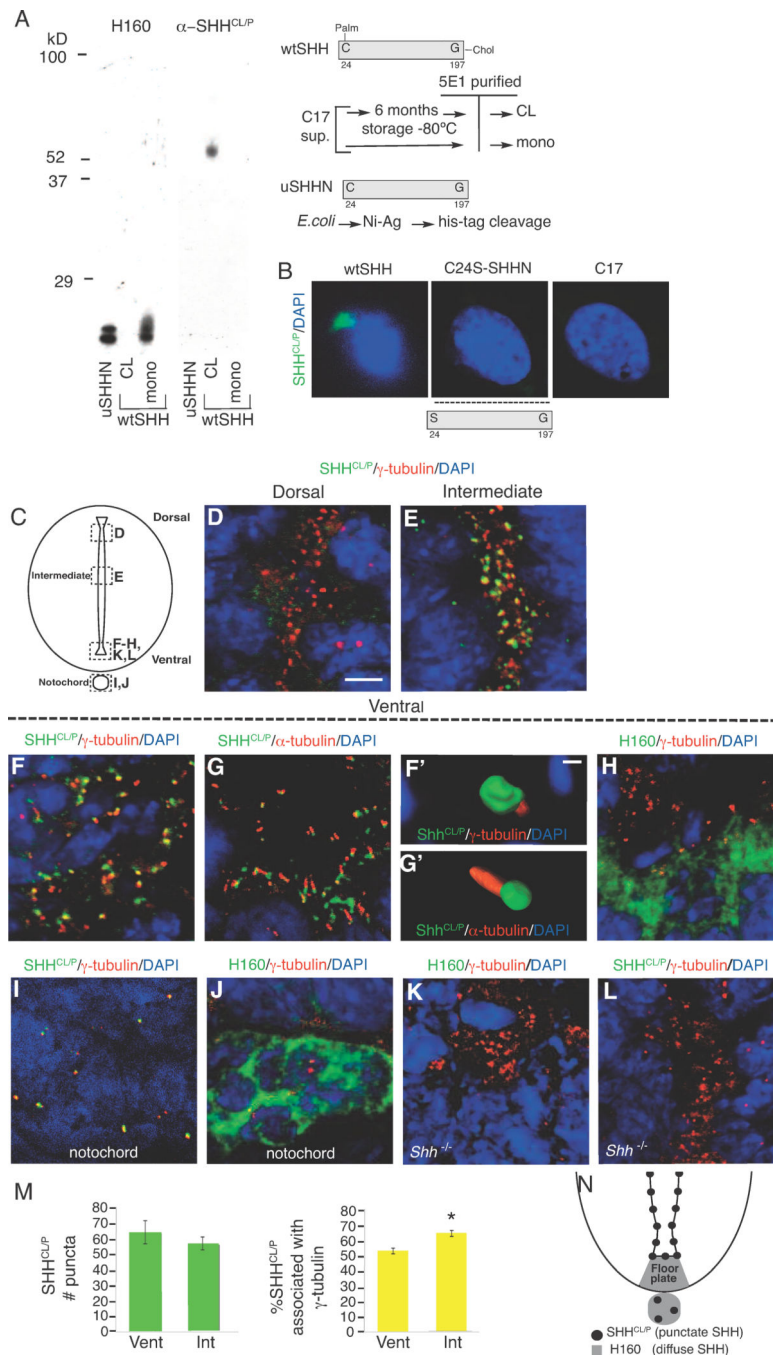 A
H160
α–SHH^CL/P
kD
100
52
37
29
uSHHN
CL
mono
wtSHH
uSHHN
CL
mono
wtSHH
Palm
wtSHH
C
G
Chol
24
197
5E1 purified
C17
sup.
6 months
storage -80ºC
CL
mono
uSHHN
C
G
24
197
E.coli
Ni-Ag
his-tag cleavage
B
wtSHH
C24S-SHHN
C17
SHH^CL/P/DAPI
S
G
24
197
SHH^CL/P/γ-tubulin/DAPI
C
Dorsal
D
Intermediate
E
F-H,
K,L
Ventral
Notochord
I,J
Dorsal
D
Intermediate
E
Ventral
SHH^CL/P/γ-tubulin/DAPI
F
SHH^CL/P/α-tubulin/DAPI
G
F'
Shh^CL/P/γ-tubulin/DAPI
G'
Shh^CL/P/α-tubulin/DAPI
H160/γ-tubulin/DAPI
H
SHH^CL/P/γ-tubulin/DAPI
I
notochord
H160/γ-tubulin/DAPI
J
notochord
H160/γ-tubulin/DAPI
K
Shh -/-
SHH^CL/P/γ-tubulin/DAPI
L
Shh -/-
M
SHH^CL/P
# puncta
80
70
60
50
40
30
20
10
0
Vent
Int
%SHH^CL/P
associated with
γ-tubulin
80
70
60
50
40
30
20
10
0
*
Vent
Int
N
Floor
plate
SHH^CL/P (punctate SHH)
H160 (diffuse SHH)